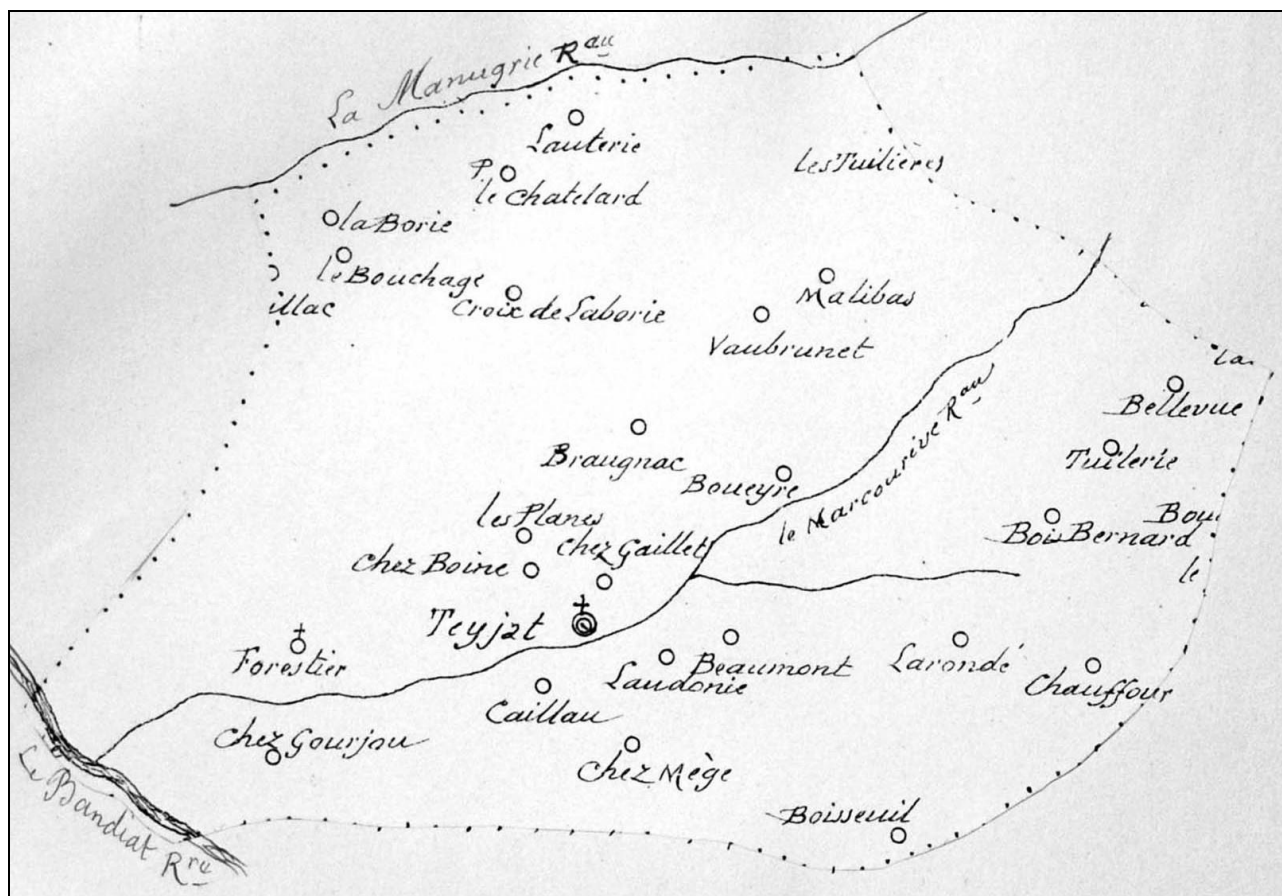 La Manugrie Rau
Lauterie
les Tuilières
P.
le Chatelard
la Borie
le Bouchage
illac
Croix de Laborie
Malibas
Vaubrunet
la
Bellevue
Braugnac
Boueyre
le Marcourive Rau
Tuilerie
les Planes
chez Gaillet
Bois Bernard
Bou
le
chez Boine
Teyjat
Forestier
Laudonie
Beaumont
Larondé
Chauffour
Caillau
chez Gourjou
chez Mège
Le Bandiat Rre
Boisseuil